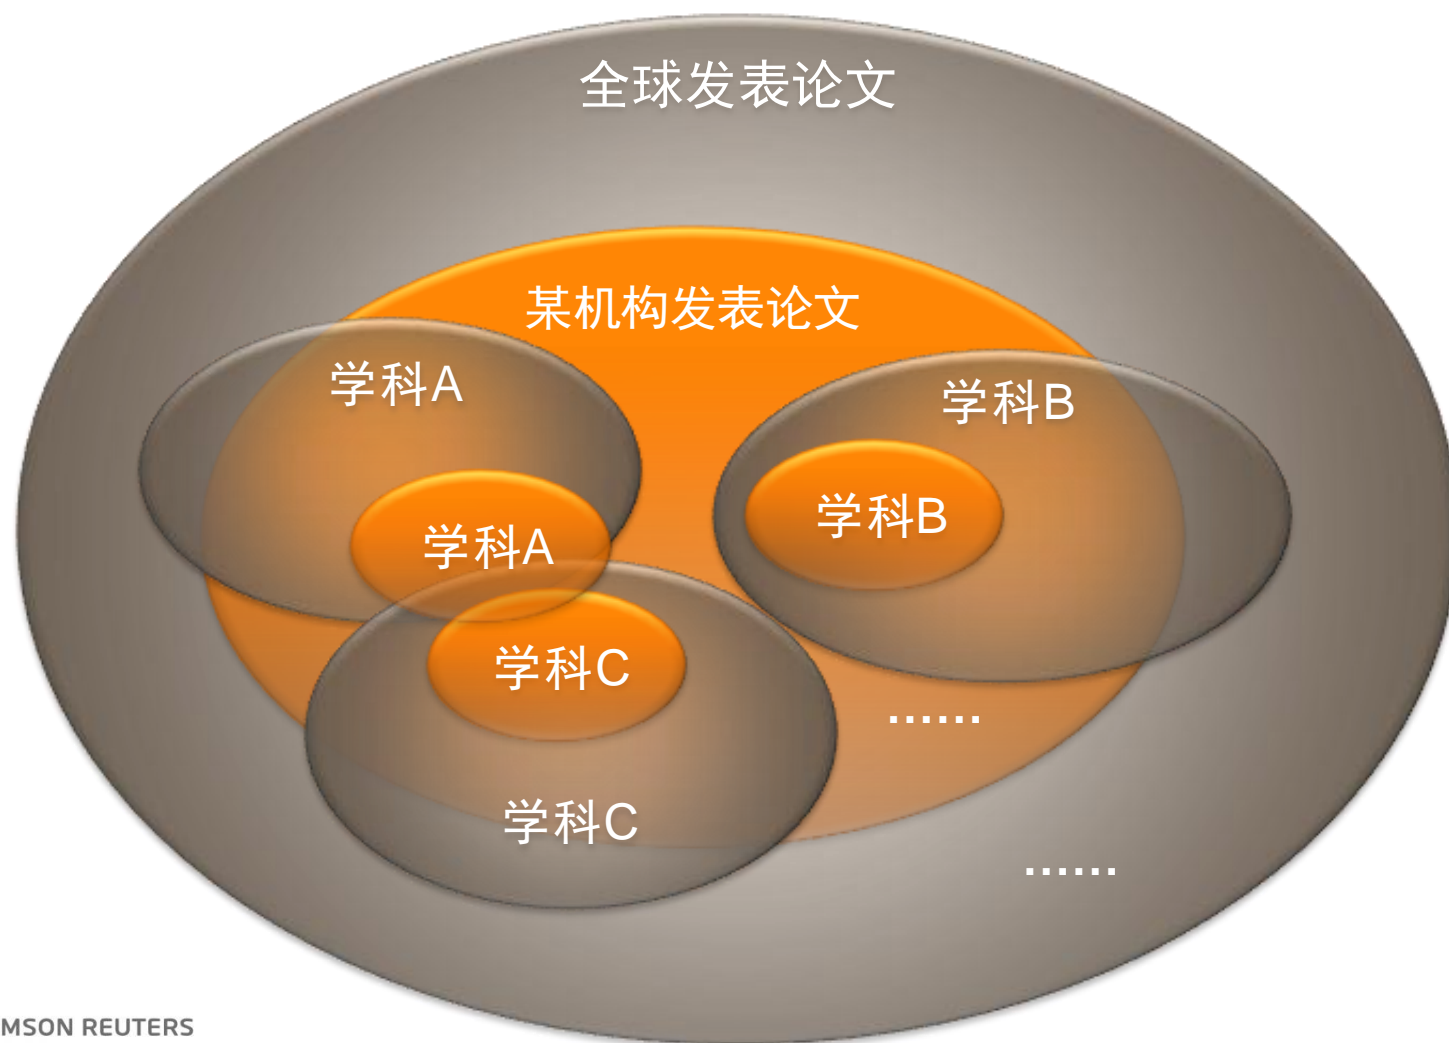 全球发表论文
某机构发表论文
学科A
学科B
学科B
学科A
学科C
......
学科C
......
MSON REUTERS